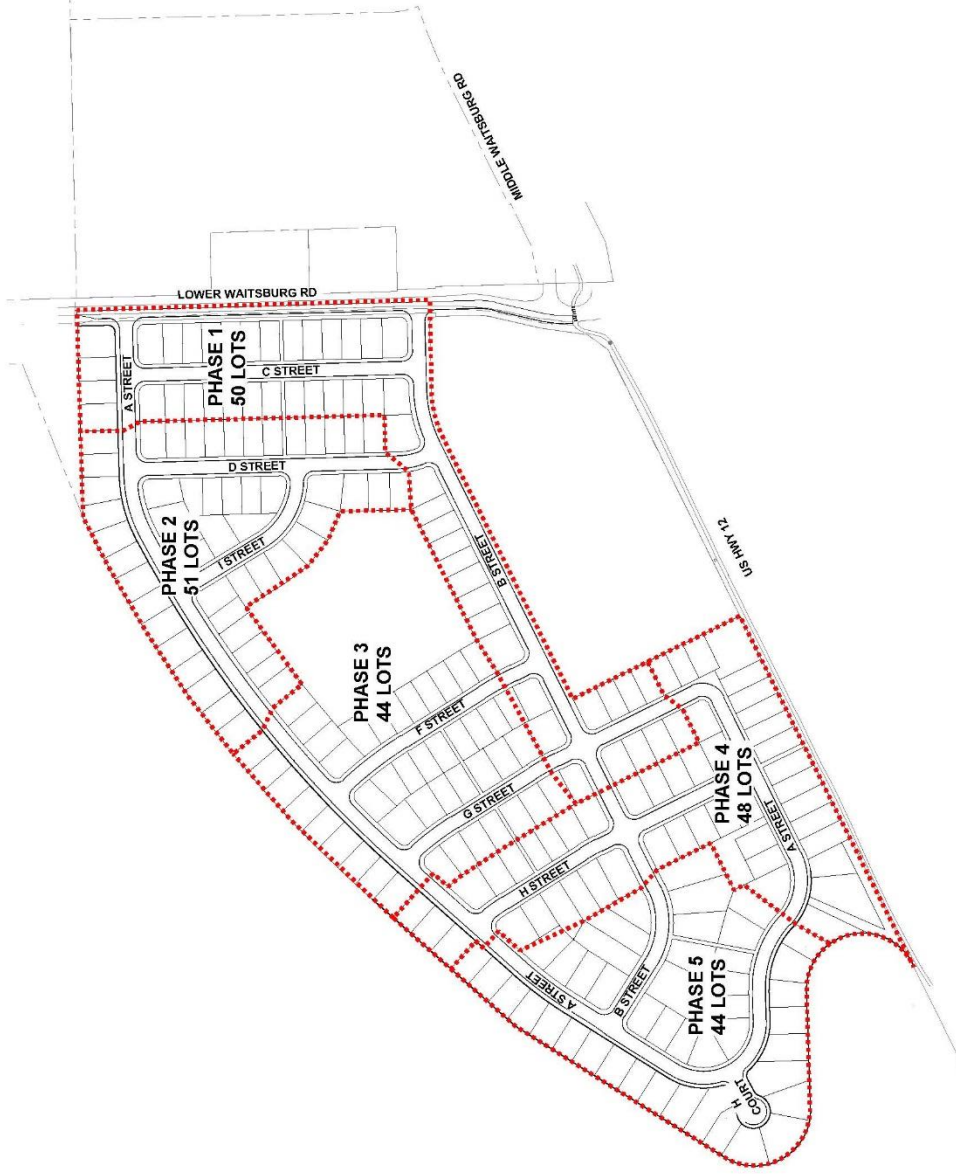 MIDDLE WAITSBURG RD
LOWER WAITSBURG RD
A STREET
PHASE 1
50 LOTS
C STREET
D STREET
PHASE 2
51 LOTS
I STREET
US HWY 12
B STREET
PHASE 3
44 LOTS
F STREET
G STREET
PHASE 4
48 LOTS
A STREET
H STREET
A STREET
B STREET
PHASE 5
44 LOTS
H
COURT